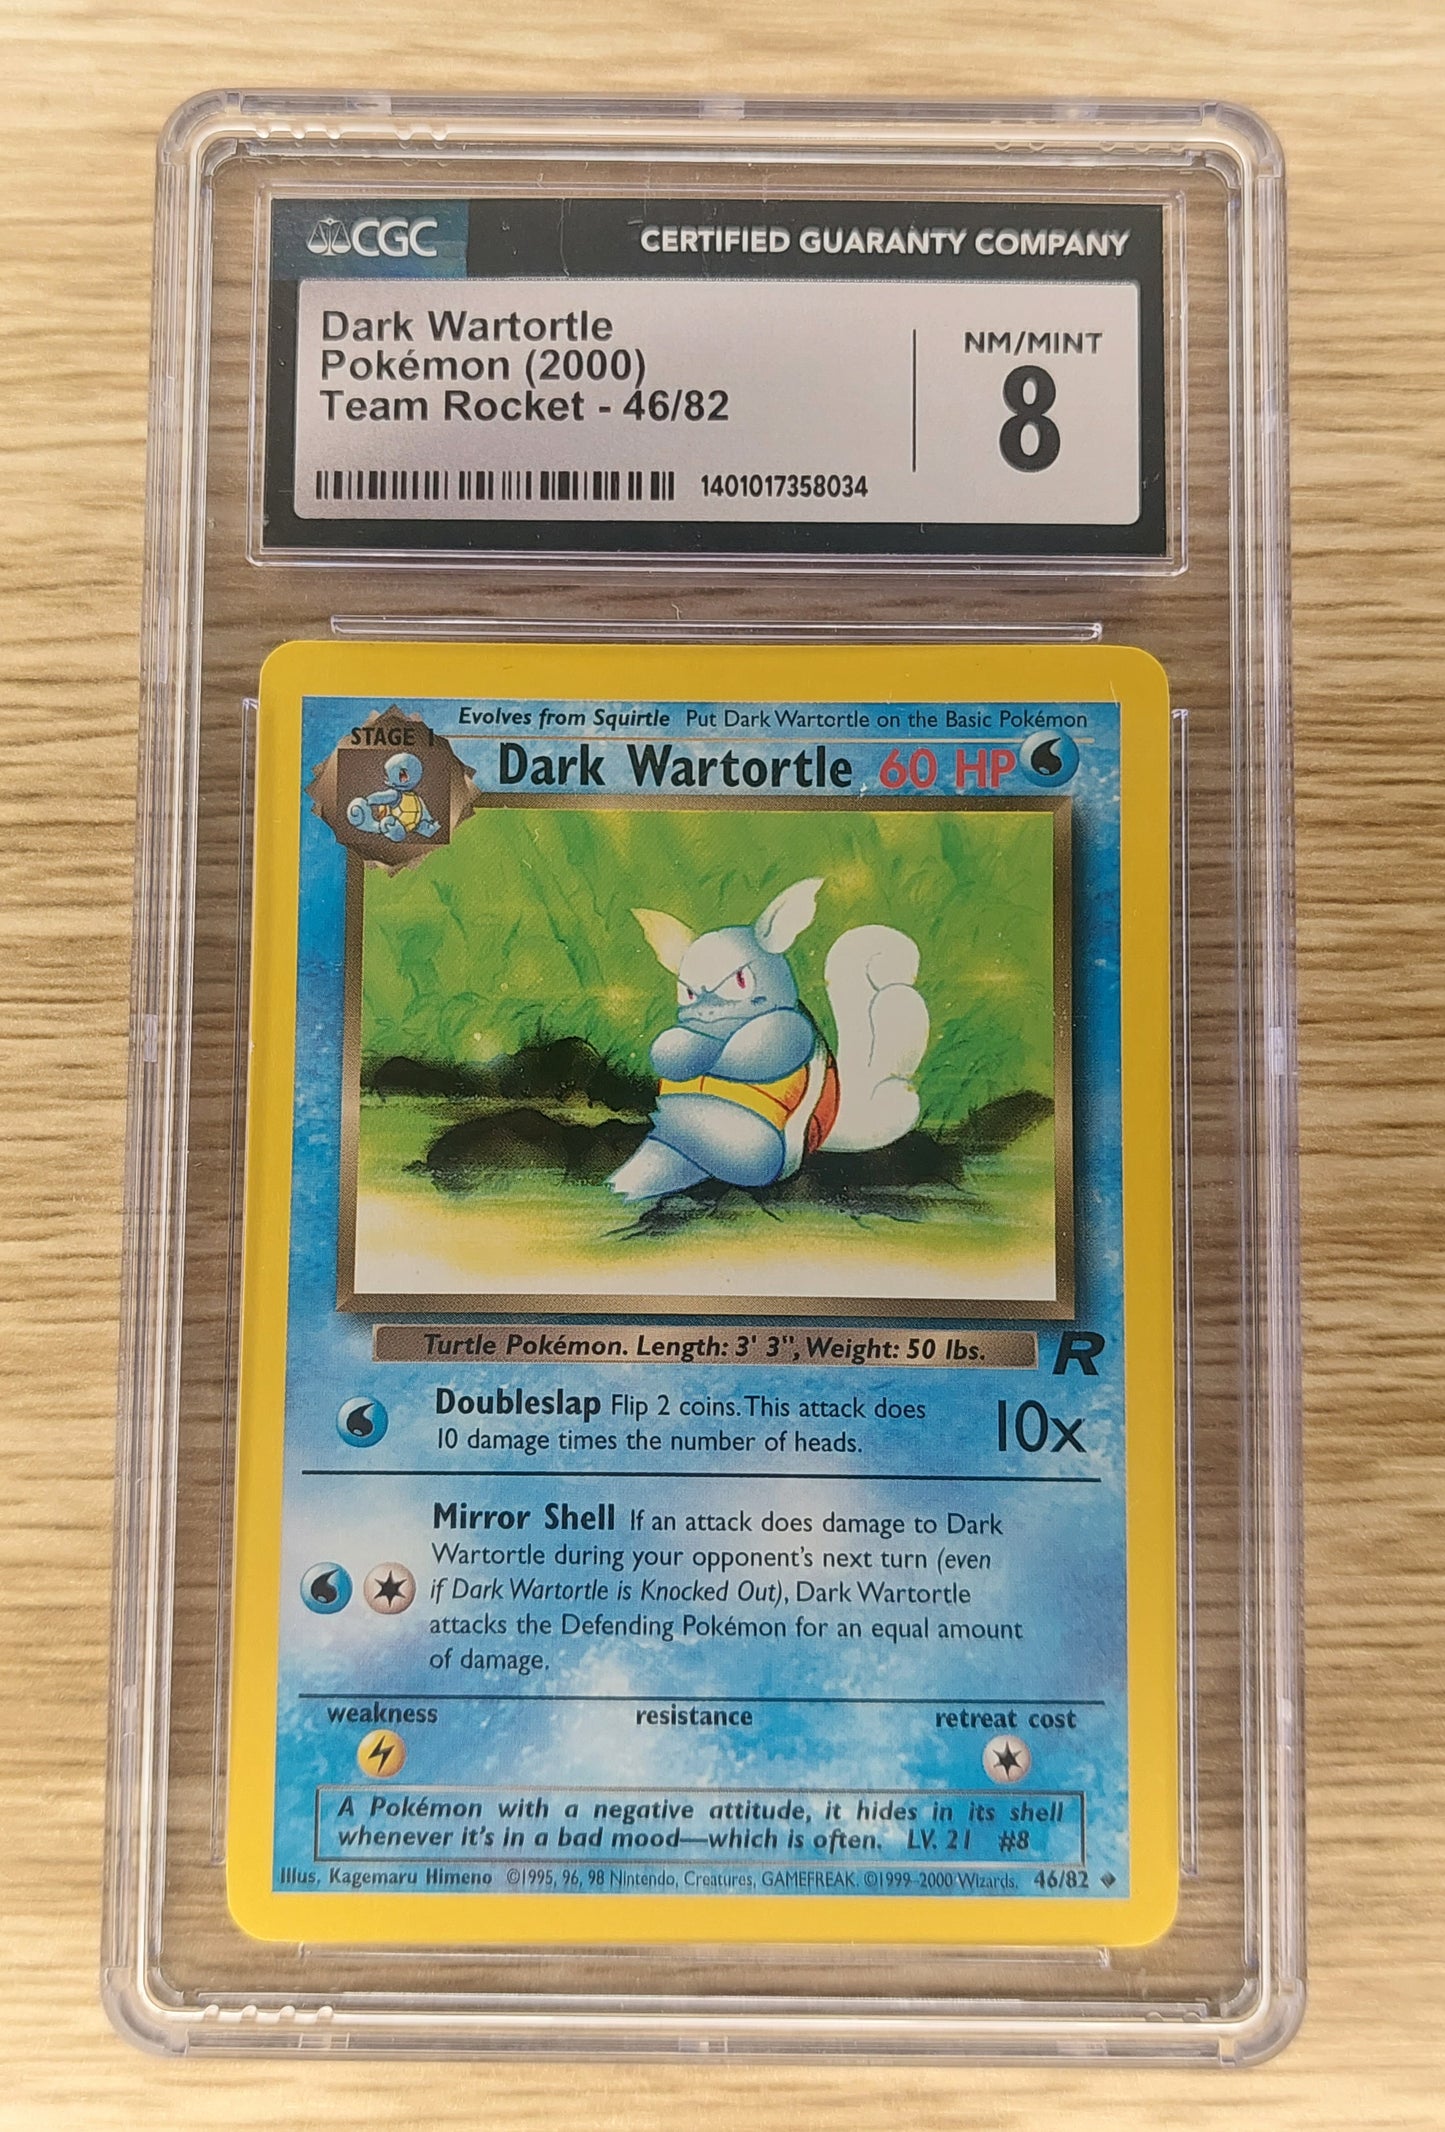 CGC
CERTIFIED GUARANTY COMPANY
Dark Wartortle
Pokémon (2000)
Team Rocket - 46/82
1401017358034
NM/MINT
8
Evolves from Squirtle Put Dark Wartortle on the Basic Pokémon
STAGE 1
Dark Wartortle 60 HP
Turtle Pokémon. Length: 3' 3", Weight: 50 lbs.
R
Doubleslap Flip 2 coins. This attack does
10 damage times the number of heads.
10x
Mirror Shell If an attack does damage to Dark
Wartortle during your opponent's next turn (even
if Dark Wartortle is Knocked Out), Dark Wartortle
attacks the Defending Pokémon for an equal amount
of damage.
weakness resistance retreat cost
A Pokémon with a negative attitude, it hides in its shell
whenever it's in a bad mood—which is often. LV. 21 #8
Illus. Kagemaru Himeno ©1995, 96, 98 Nintendo, Creatures, GAMEFREAK. ©1999-2000 Wizards. 46/82